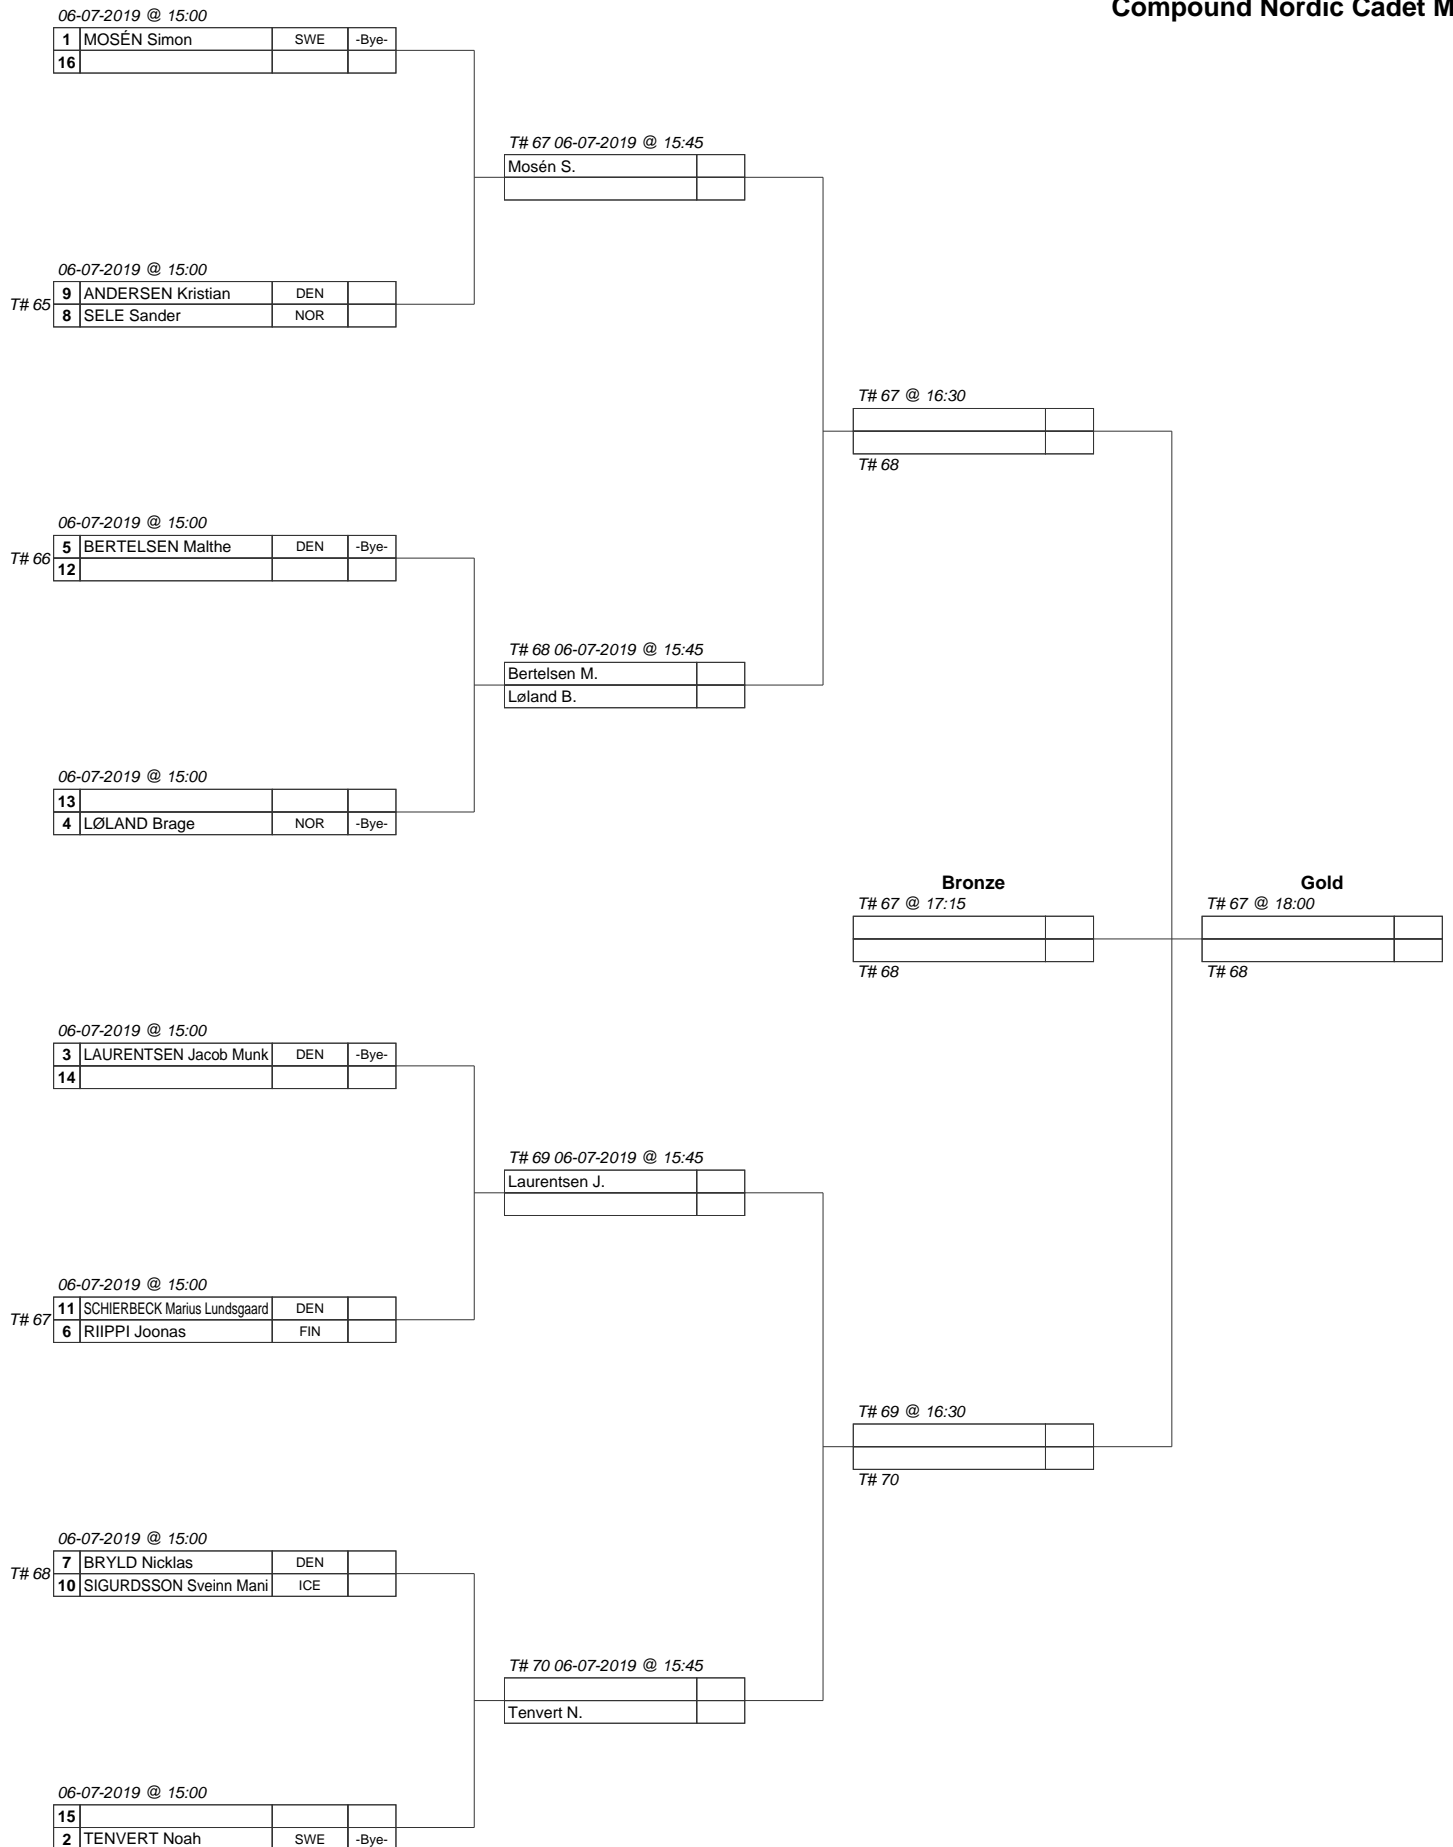 Compound Nordic Cadet M
06-07-2019 @ 15:00
1 MOSÉN Simon SWE -Bye-
16
T# 67 06-07-2019 @ 15:45
Mosén S.
06-07-2019 @ 15:00
T# 65
9 ANDERSEN Kristian DEN
8 SELE Sander NOR
T# 67 @ 16:30
T# 68
06-07-2019 @ 15:00
T# 66
5 BERTELSEN Malthe DEN -Bye-
12
T# 68 06-07-2019 @ 15:45
Bertelsen M.
Løland B.
06-07-2019 @ 15:00
13
4 LØLAND Brage NOR -Bye-
Bronze Gold
T# 67 @ 17:15 T# 67 @ 18:00
T# 68 T# 68
06-07-2019 @ 15:00
3 LAURENTSEN Jacob Munk DEN -Bye-
14
T# 69 06-07-2019 @ 15:45
Laurentsen J.
06-07-2019 @ 15:00
T# 67
11 SCHIERBECK Marius Lundsgaard DEN
6 RIIPPI Joonas FIN
T# 69 @ 16:30
T# 70
06-07-2019 @ 15:00
T# 68
7 BRYLD Nicklas DEN
10 SIGURDSSON Sveinn Mani ICE
T# 70 06-07-2019 @ 15:45
Tenvert N.
06-07-2019 @ 15:00
15
2 TENVERT Noah SWE -Bye-